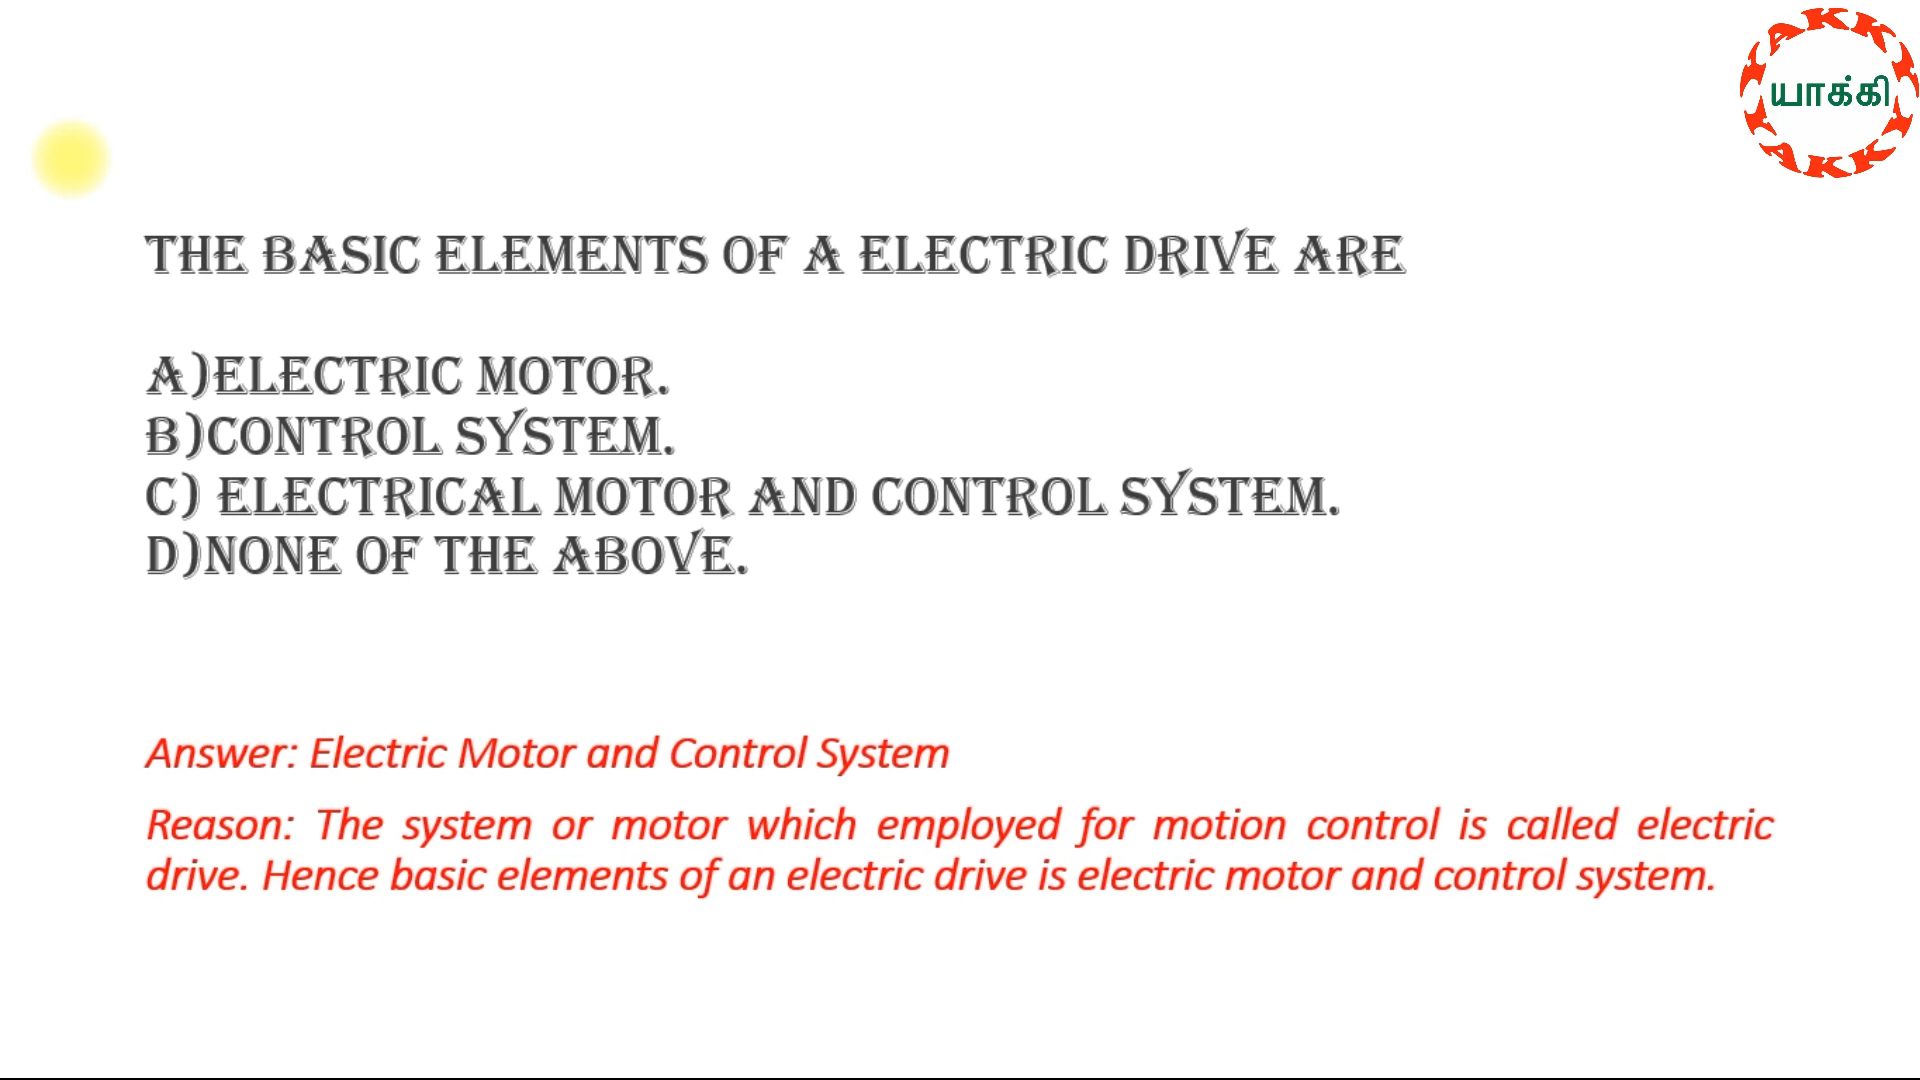 யாக்கி
THE BASIC ELEMENTS OF A ELECTRIC DRIVE ARE
A)ELECTRIC MOTOR.
B)CONTROL SYSTEM.
C) ELECTRICAL MOTOR AND CONTROL SYSTEM.
D)NONE OF THE ABOVE.
Answer: Electric Motor and Control System
Reason: The system or motor which employed for motion control is called electric
drive. Hence basic elements of an electric drive is electric motor and control system.